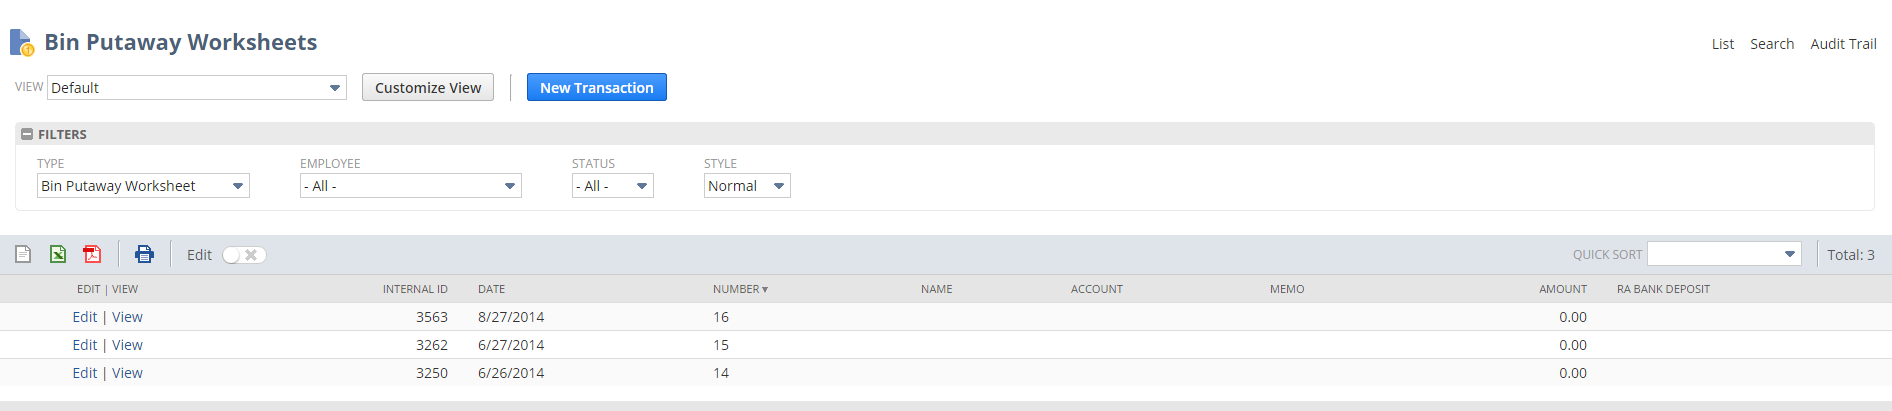 Bin Putaway Worksheets
List Search Audit Trail
VIEW Default Customize View New Transaction
FILTERS
TYPE EMPLOYEE STATUS STYLE
Bin Putaway Worksheet - All - - All - Normal
Edit QUICK SORT Total: 3
EDIT | VIEW INTERNAL ID DATE NUMBER ▼ NAME ACCOUNT MEMO AMOUNT RA BANK DEPOSIT
Edit | View 3563 8/27/2014 16 0.00
Edit | View 3262 6/27/2014 15 0.00
Edit | View 3250 6/26/2014 14 0.00